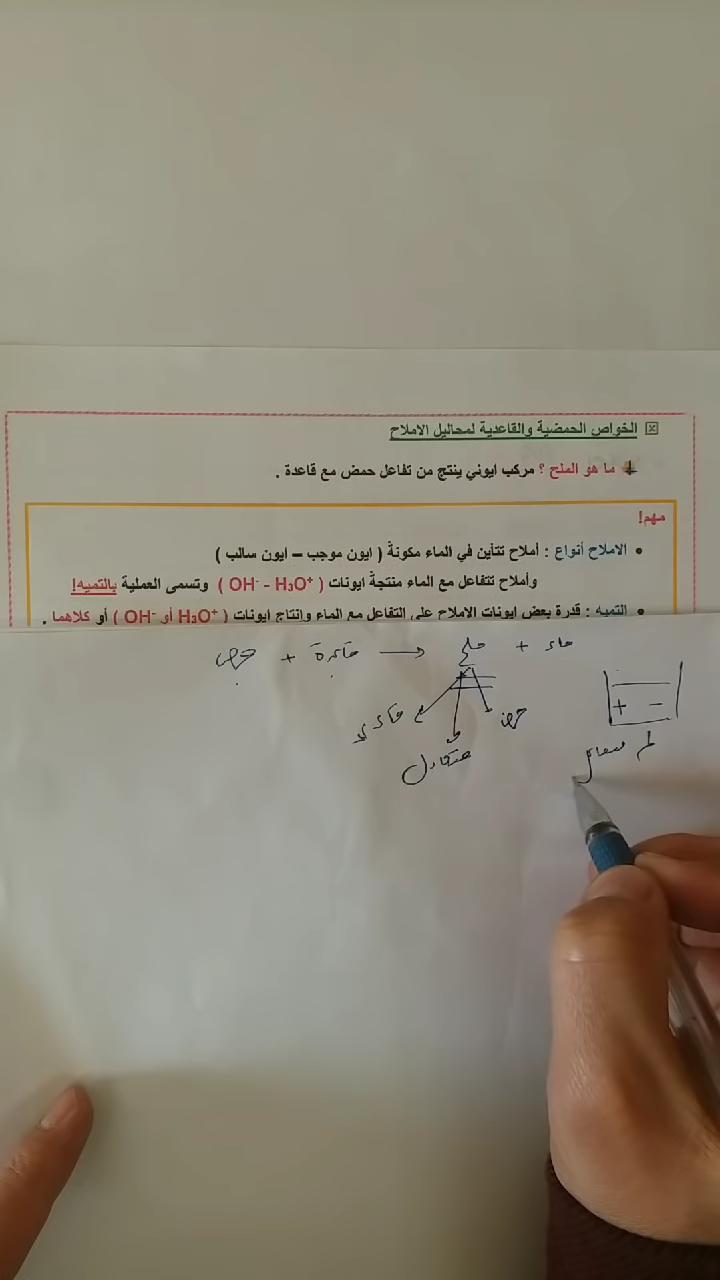 الخواص الحمضية والقاعدية لمحاليل الاملاح
ما هو الملح ؟ مركب ايوني ينتج من تفاعل حمض مع قاعدة .
مهم!
• الاملاح أنواع : أملاح تتأين في الماء مكونةً ( ايون موجب – ايون سالب )
وأملاح تتفاعل مع الماء منتجةً ايونات ( OH⁻ - H₃O⁺ ) وتسمى العملية بالتميه!
• التميه : قدرة بعض ايونات الاملاح على التفاعل مع الماء وإنتاج ايونات ( H₃O⁺ أو OH⁻ ) أو كلاهما .
حمض + قاعدة → ملح + ماء
حمضي
قاعدي
متعادل
+ −
لم